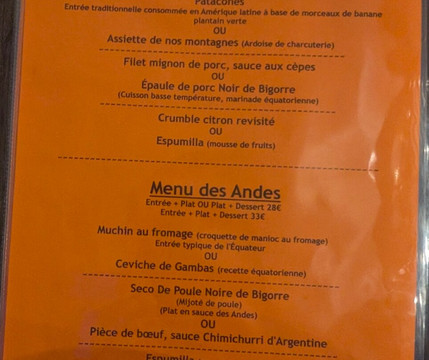 Patacones
Entrée traditionnelle consommée en Amérique latine à base de morceaux de banane
plantain verte
OU
Assiette de nos montagnes (Ardoise de charcuterie)
Filet mignon de porc, sauce aux cèpes
OU
Épaule de porc Noir de Bigorre
(Cuisson basse température, marinade équatorienne)
Crumble citron revisité
OU
Espumilla (mousse de fruits)
Menu des Andes
Entrée + Plat OU Plat + Dessert 28€
Entrée + Plat + Dessert 33€
Muchin au fromage (croquette de manioc au fromage)
Entrée typique de l'Équateur
OU
Ceviche de Gambas (recette équatorienne)
Seco De Poule Noire de Bigorre
(Mijoté de poule)
(Plat en sauce des Andes)
OU
Pièce de bœuf, sauce Chimichurri d'Argentine
Espumilla